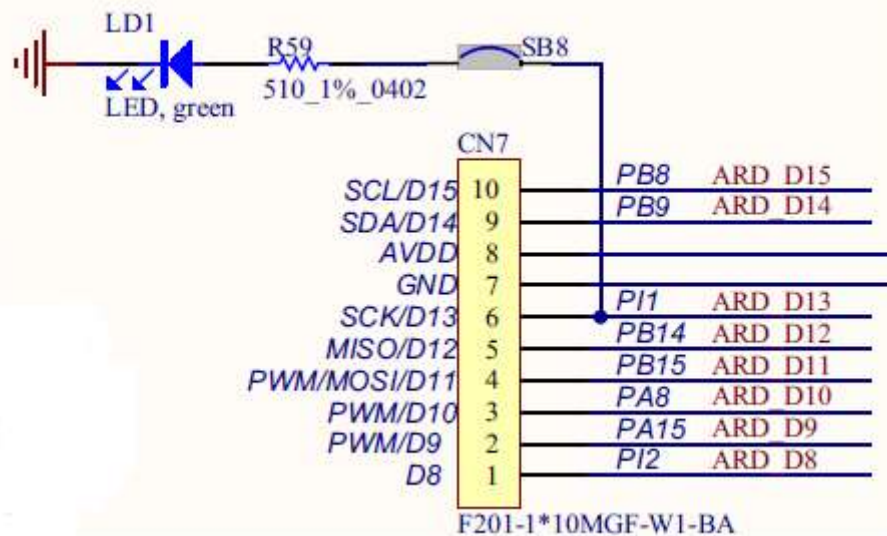 LD1
R59
SB8
510_1%_0402
LED, green
CN7
SCL/D15 10 PB8 ARD_D15
SDA/D14 9 PB9 ARD_D14
AVDD 8
GND 7
SCK/D13 6 PI1 ARD_D13
MISO/D12 5 PB14 ARD_D12
PWM/MOSI/D11 4 PB15 ARD_D11
PWM/D10 3 PA8 ARD_D10
PWM/D9 2 PA15 ARD_D9
D8 1 PI2 ARD_D8
F201-1*10MGF-W1-BA